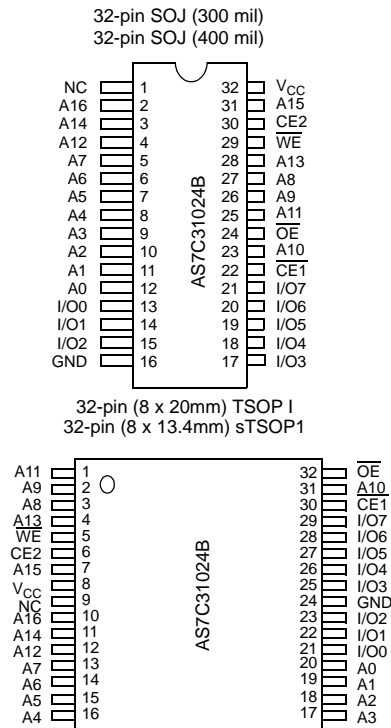 32-pin SOJ (300 mil)
32-pin SOJ (400 mil)
NC 1 32 VCC
A16 2 31 A15
A14 3 30 CE2
A12 4 29 WE
A7 5 28 A13
A6 6 27 A8
A5 7 26 A9
A4 8 25 A11
A3 9 24 OE
A2 10 23 A10
A1 11 22 CE1
A0 12 21 I/O7
I/O0 13 20 I/O6
I/O1 14 19 I/O5
I/O2 15 18 I/O4
GND 16 17 I/O3
AS7C31024B
32-pin (8 x 20mm) TSOP I
32-pin (8 x 13.4mm) sTSOP1
A11 1 32 OE
A9 2 31 A10
A8 3 30 CE1
A13 4 29 I/O7
WE 5 28 I/O6
CE2 6 27 I/O5
A15 7 26 I/O4
VCC 8 25 I/O3
NC 9 24 GND
A16 10 23 I/O2
A14 11 22 I/O1
A12 12 21 I/O0
A7 13 20 A0
A6 14 19 A1
A5 15 18 A2
A4 16 17 A3
AS7C31024B